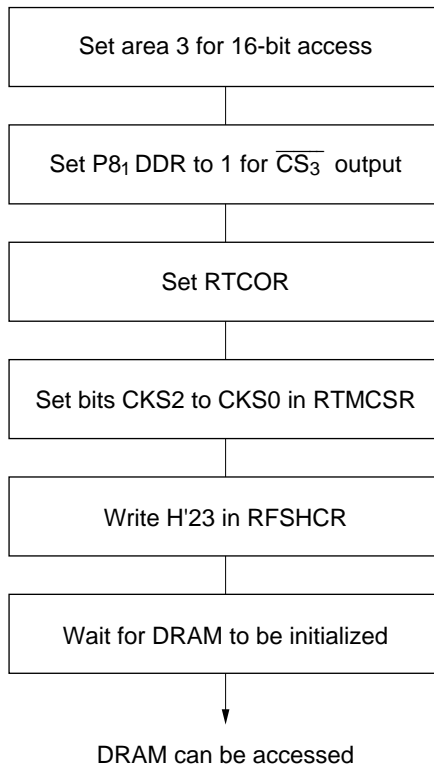 Set area 3 for 16-bit access
Set P8₁ DDR to 1 for C̅S̅₃̅ output
Set RTCOR
Set bits CKS2 to CKS0 in RTMCSR
Write H'23 in RFSHCR
Wait for DRAM to be initialized
DRAM can be accessed